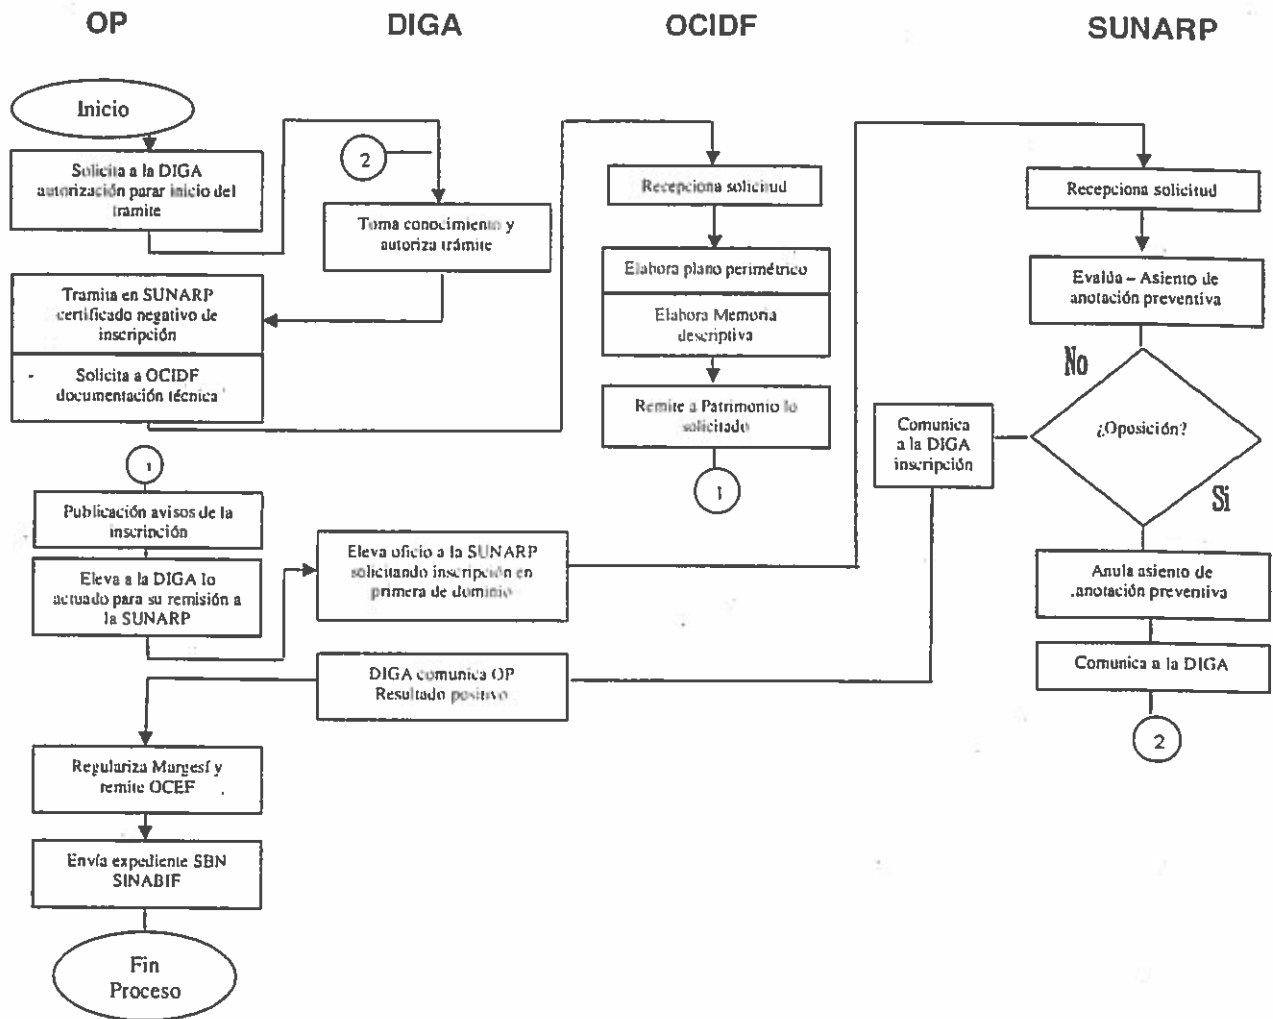 OP
DIGA
OCIDF
SUNARP
Inicio
Solicita a la DIGA
autorización parar inicio del
tramite
Tramita en SUNARP
certificado negativo de
inscripción
- Solicita a OCIDF
documentación técnica
1
Publicación avisos de la
inscripción
Eleva a la DIGA lo
actuado para su remisión a
la SUNARP
Regulariza Margesí y
remite OCEF
Envía expediente SBN
SINABIF
Fin
Proceso
2
Toma conocimiento y
autoriza trámite
Eleva oficio a la SUNARP
solicitando inscripción en
primera de dominio
DIGA comunica OP
Resultado positivo
Recepciona solicitud
Elabora plano perimétrico
Elabora Memoria
descriptiva
Remite a Patrimonio lo
solicitado
1
Recepciona solicitud
Evalúa – Asiento de
anotación preventiva
No
¿Oposición?
Si
Comunica
a la DIGA
inscripción
Anula asiento de
anotación preventiva
Comunica a la DIGA
2